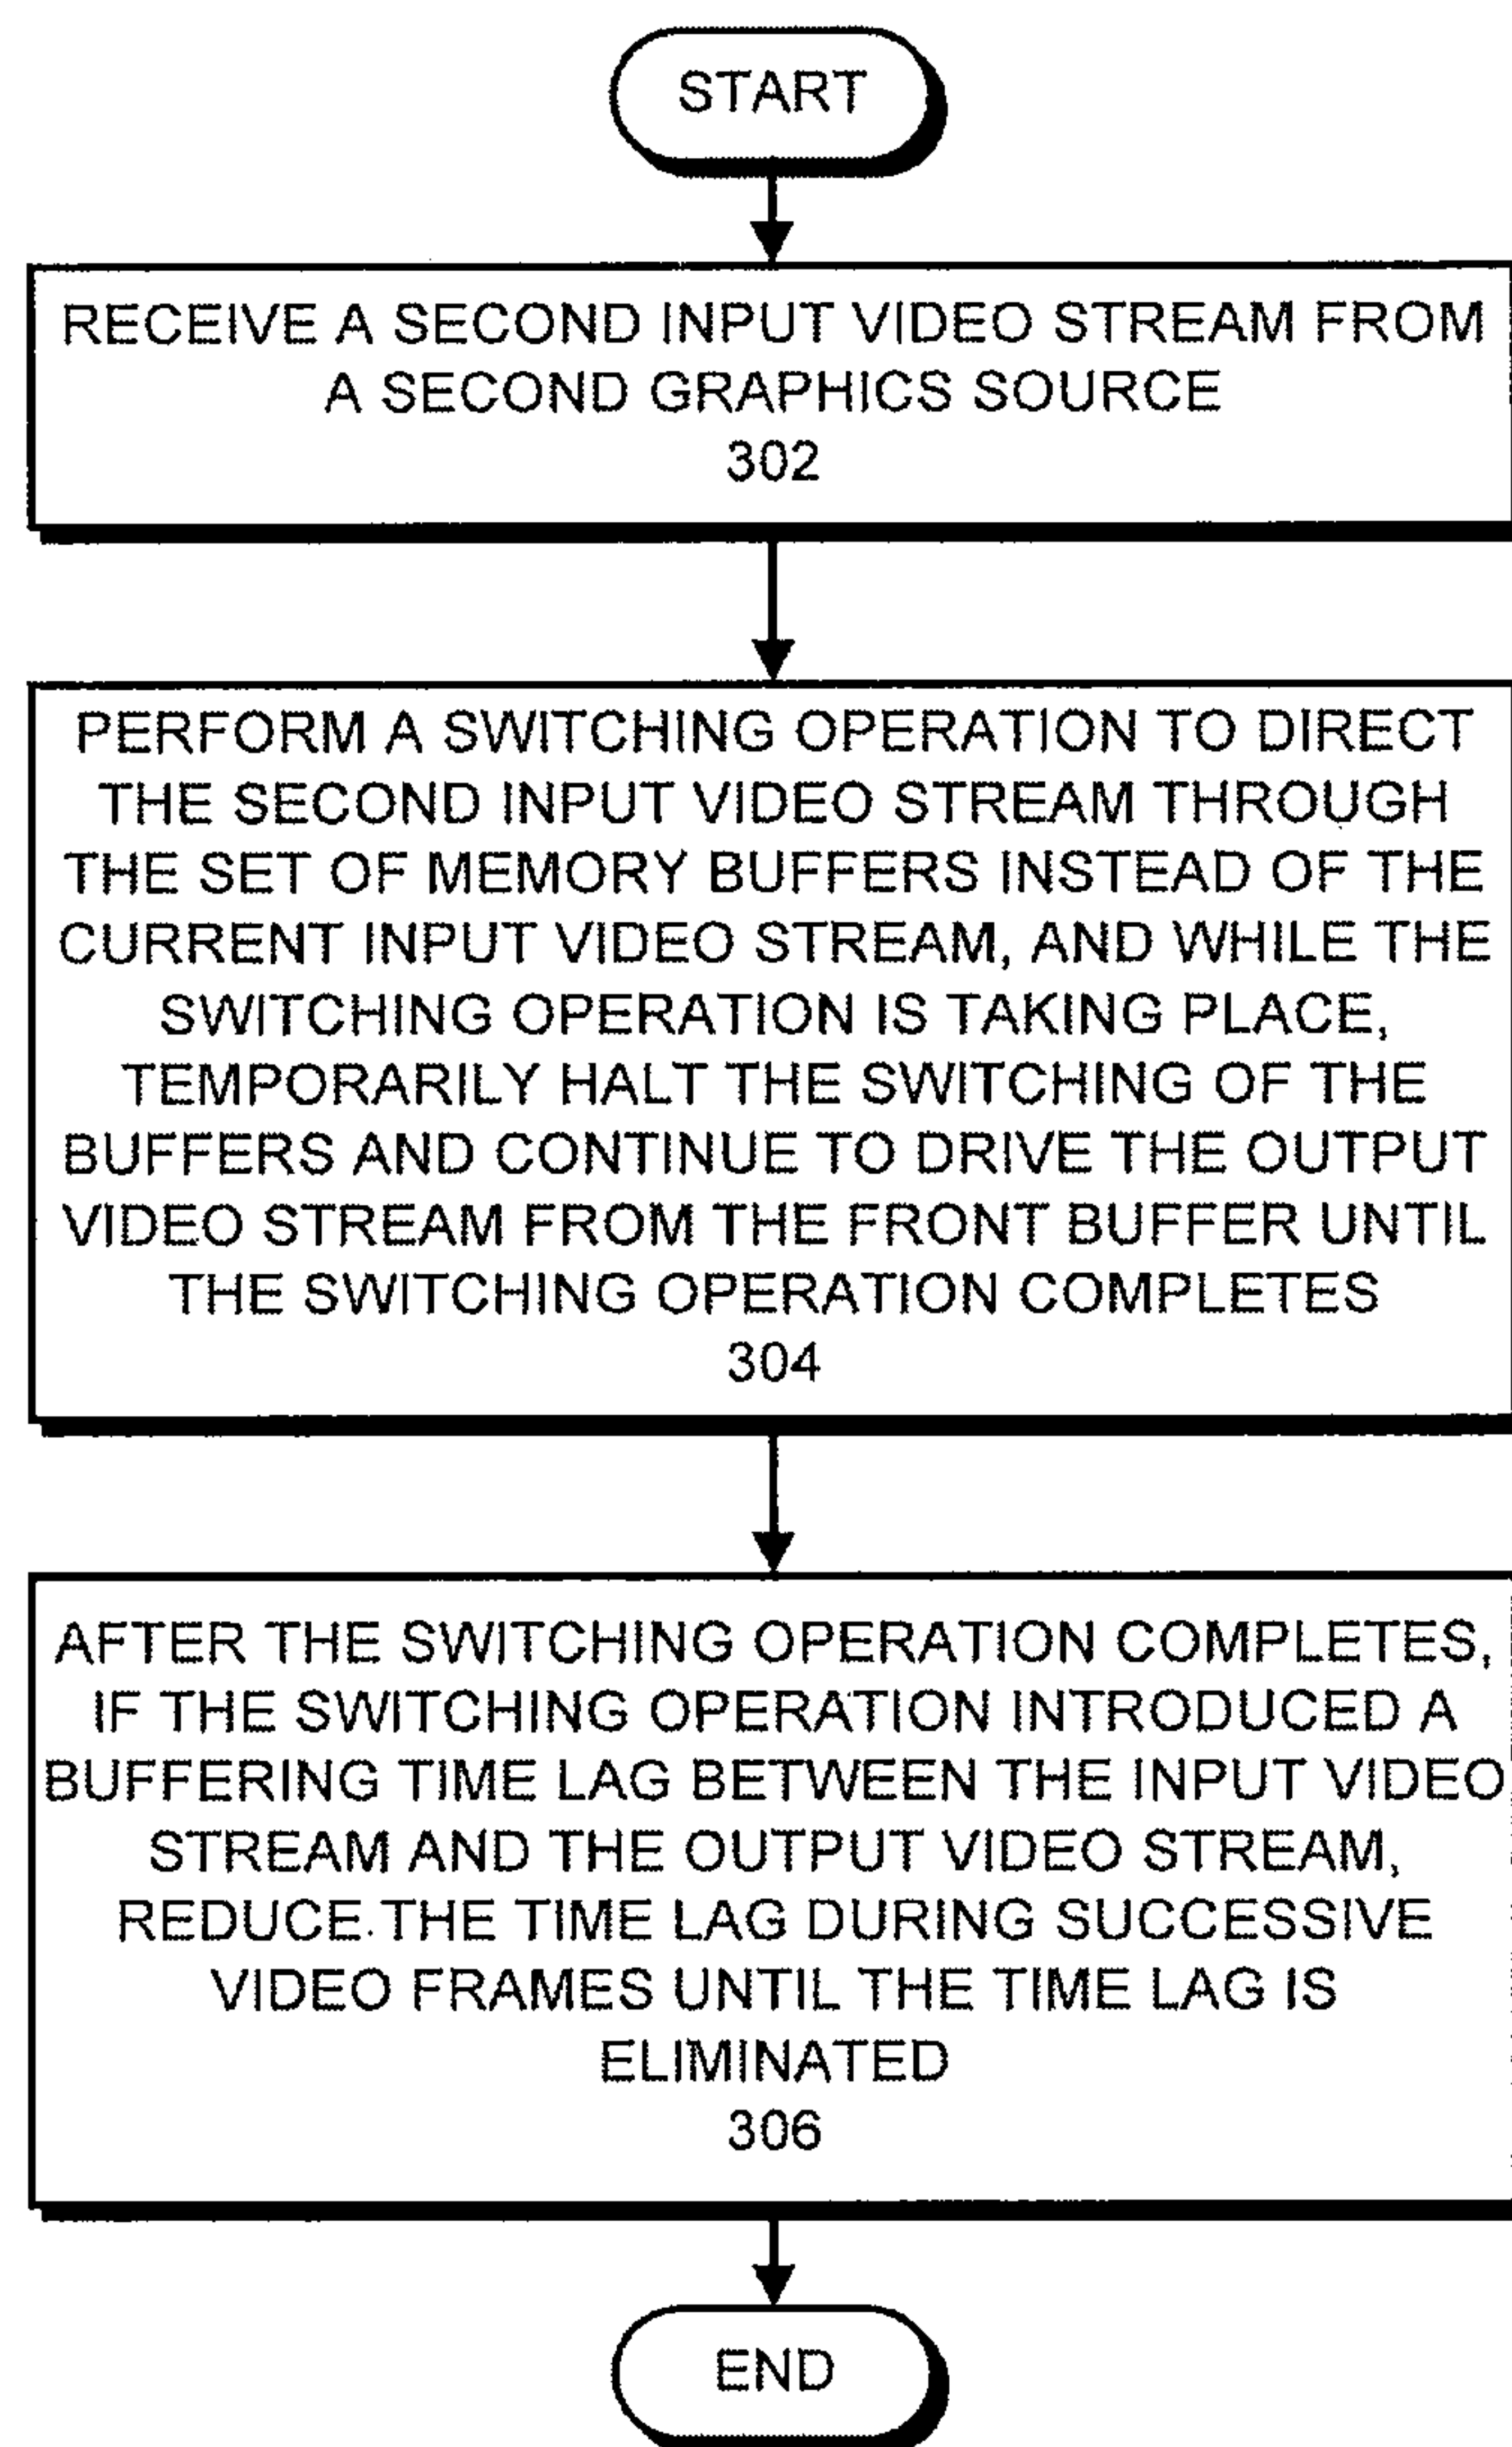 START
RECEIVE A SECOND INPUT VIDEO STREAM FROM
A SECOND GRAPHICS SOURCE
302
PERFORM A SWITCHING OPERATION TO DIRECT
THE SECOND INPUT VIDEO STREAM THROUGH
THE SET OF MEMORY BUFFERS INSTEAD OF THE
CURRENT INPUT VIDEO STREAM, AND WHILE THE
SWITCHING OPERATION IS TAKING PLACE,
TEMPORARILY HALT THE SWITCHING OF THE
BUFFERS AND CONTINUE TO DRIVE THE OUTPUT
VIDEO STREAM FROM THE FRONT BUFFER UNTIL
THE SWITCHING OPERATION COMPLETES
304
AFTER THE SWITCHING OPERATION COMPLETES,
IF THE SWITCHING OPERATION INTRODUCED A
BUFFERING TIME LAG BETWEEN THE INPUT VIDEO
STREAM AND THE OUTPUT VIDEO STREAM,
REDUCE THE TIME LAG DURING SUCCESSIVE
VIDEO FRAMES UNTIL THE TIME LAG IS
ELIMINATED
306
END